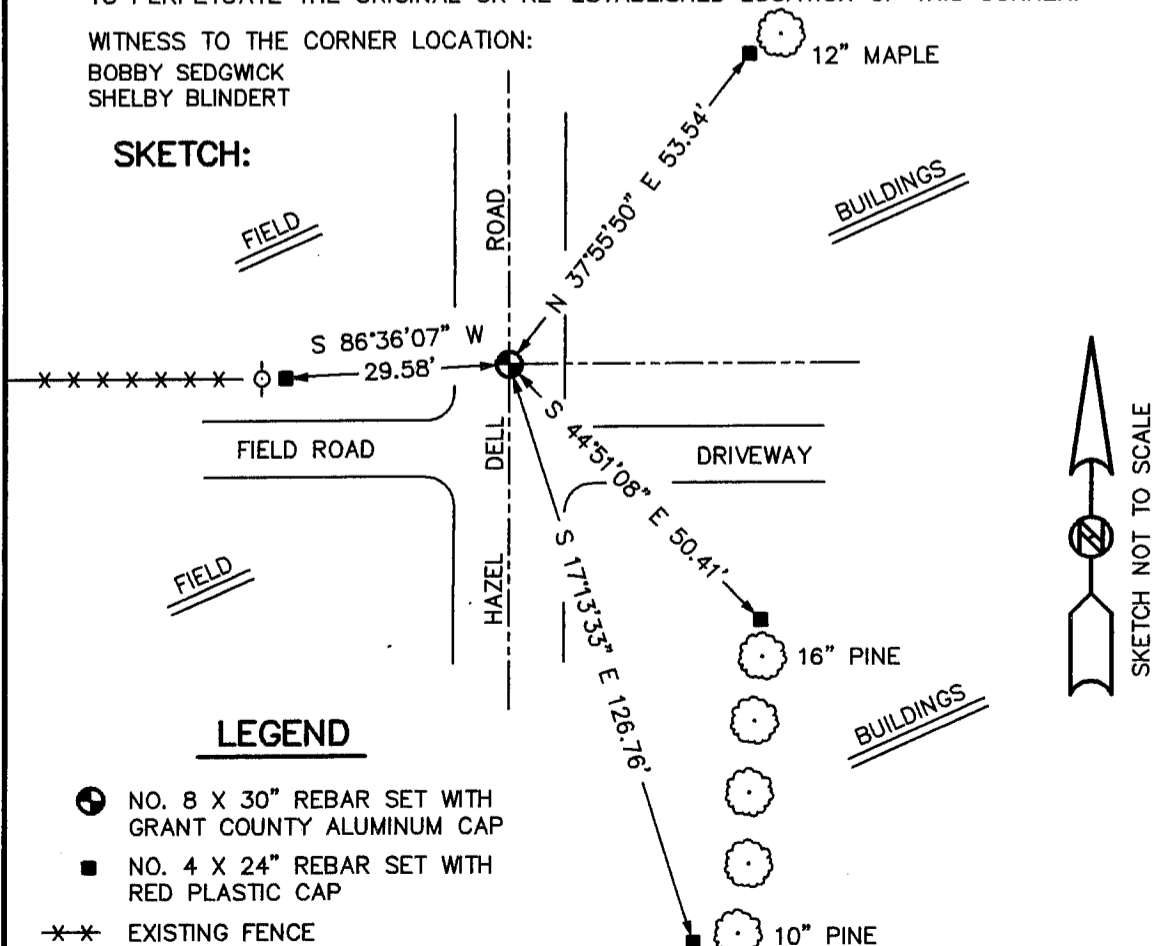 TO PERPETUATE THE ORIGINAL OR RE-ESTABLISHED LOCATION OF THIS CORNER.
WITNESS TO THE CORNER LOCATION:
BOBBY SEDGWICK
SHELBY BLINDERT
SKETCH:
12" MAPLE
N 37°55'50" E 53.54'
BUILDINGS
FIELD
ROAD
S 86°36'07" W
29.58'
FIELD ROAD
DELL
DRIVEWAY
S 44°51'08" E 50.41'
S 17°13'33" E 126.76'
HAZEL
FIELD
16" PINE
BUILDINGS
N
SKETCH NOT TO SCALE
LEGEND
NO. 8 X 30" REBAR SET WITH
GRANT COUNTY ALUMINUM CAP
NO. 4 X 24" REBAR SET WITH
RED PLASTIC CAP
EXISTING FENCE
10" PINE